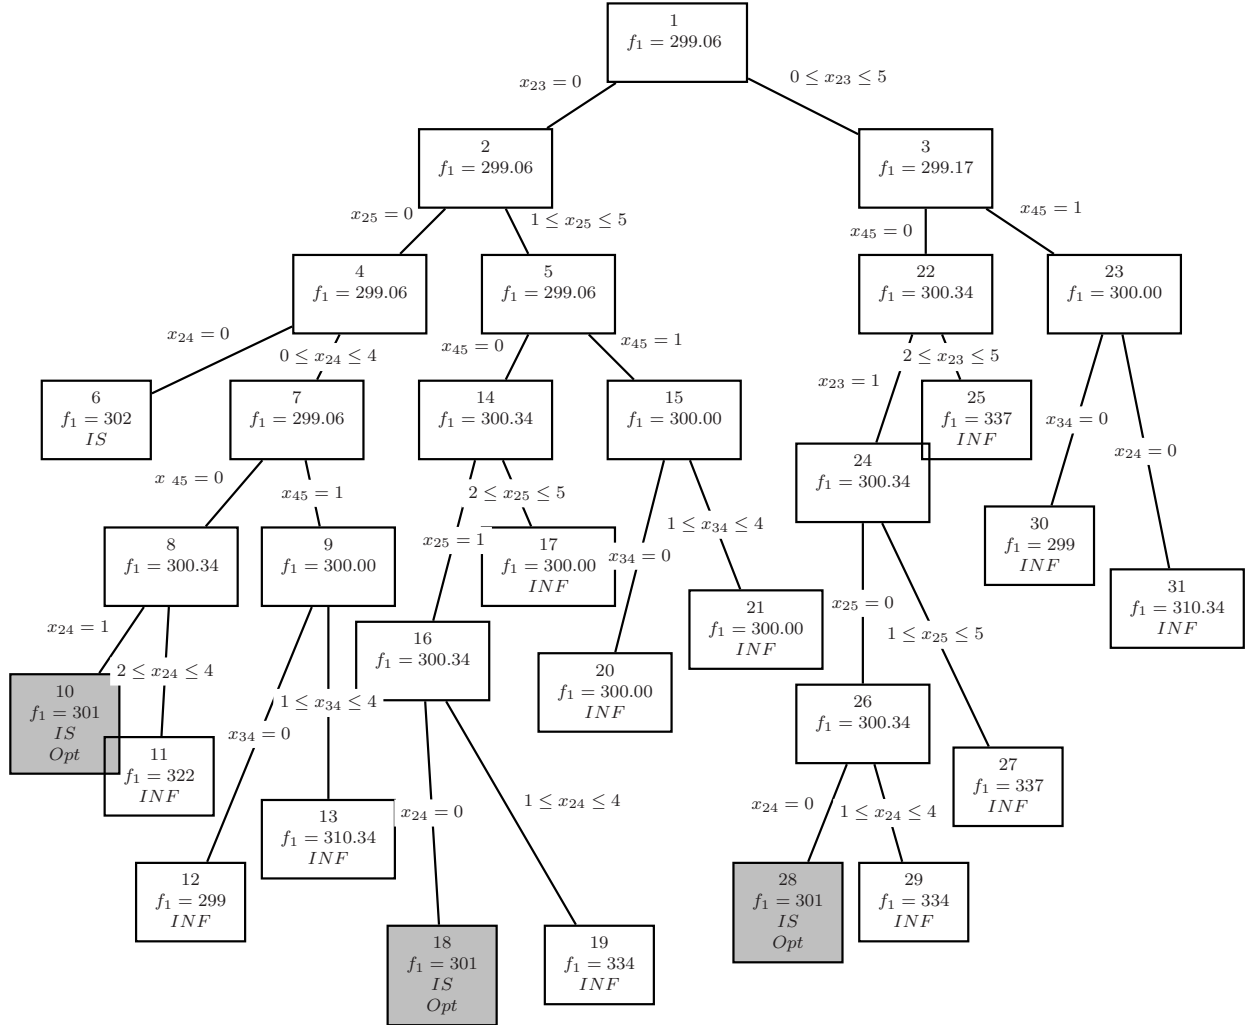 1
f₁ = 299.06
x₂₃ = 0
0 ≤ x₂₃ ≤ 5
2
f₁ = 299.06
3
f₁ = 299.17
x₂₅ = 0
1 ≤ x₂₅ ≤ 5
x₄₅ = 0
x₄₅ = 1
4
f₁ = 299.06
5
f₁ = 299.06
22
f₁ = 300.34
23
f₁ = 300.00
x₂₄ = 0
0 ≤ x₂₄ ≤ 4
x₄₅ = 0
x₄₅ = 1
x₂₃ = 1
2 ≤ x₂₃ ≤ 5
x₃₄ = 0
x₂₄ = 0
6
f₁ = 302
IS
7
f₁ = 299.06
14
f₁ = 300.34
15
f₁ = 300.00
25
f₁ = 337
INF
24
f₁ = 300.34
x ₄₅ = 0
x₄₅ = 1
x₂₅ = 1
2 ≤ x₂₅ ≤ 5
x₃₄ = 0
1 ≤ x₃₄ ≤ 4
8
f₁ = 300.34
9
f₁ = 300.00
17
f₁ = 300.00
INF
30
f₁ = 299
INF
31
f₁ = 310.34
INF
21
f₁ = 300.00
INF
x₂₅ = 0
1 ≤ x₂₅ ≤ 5
x₂₄ = 1
2 ≤ x₂₄ ≤ 4
16
f₁ = 300.34
20
f₁ = 300.00
INF
10
f₁ = 301
IS
Opt
11
f₁ = 322
INF
x₃₄ = 0
1 ≤ x₃₄ ≤ 4
26
f₁ = 300.34
27
f₁ = 337
INF
13
f₁ = 310.34
INF
x₂₄ = 0
1 ≤ x₂₄ ≤ 4
x₂₄ = 0
1 ≤ x₂₄ ≤ 4
12
f₁ = 299
INF
28
f₁ = 301
IS
Opt
29
f₁ = 334
INF
18
f₁ = 301
IS
Opt
19
f₁ = 334
INF